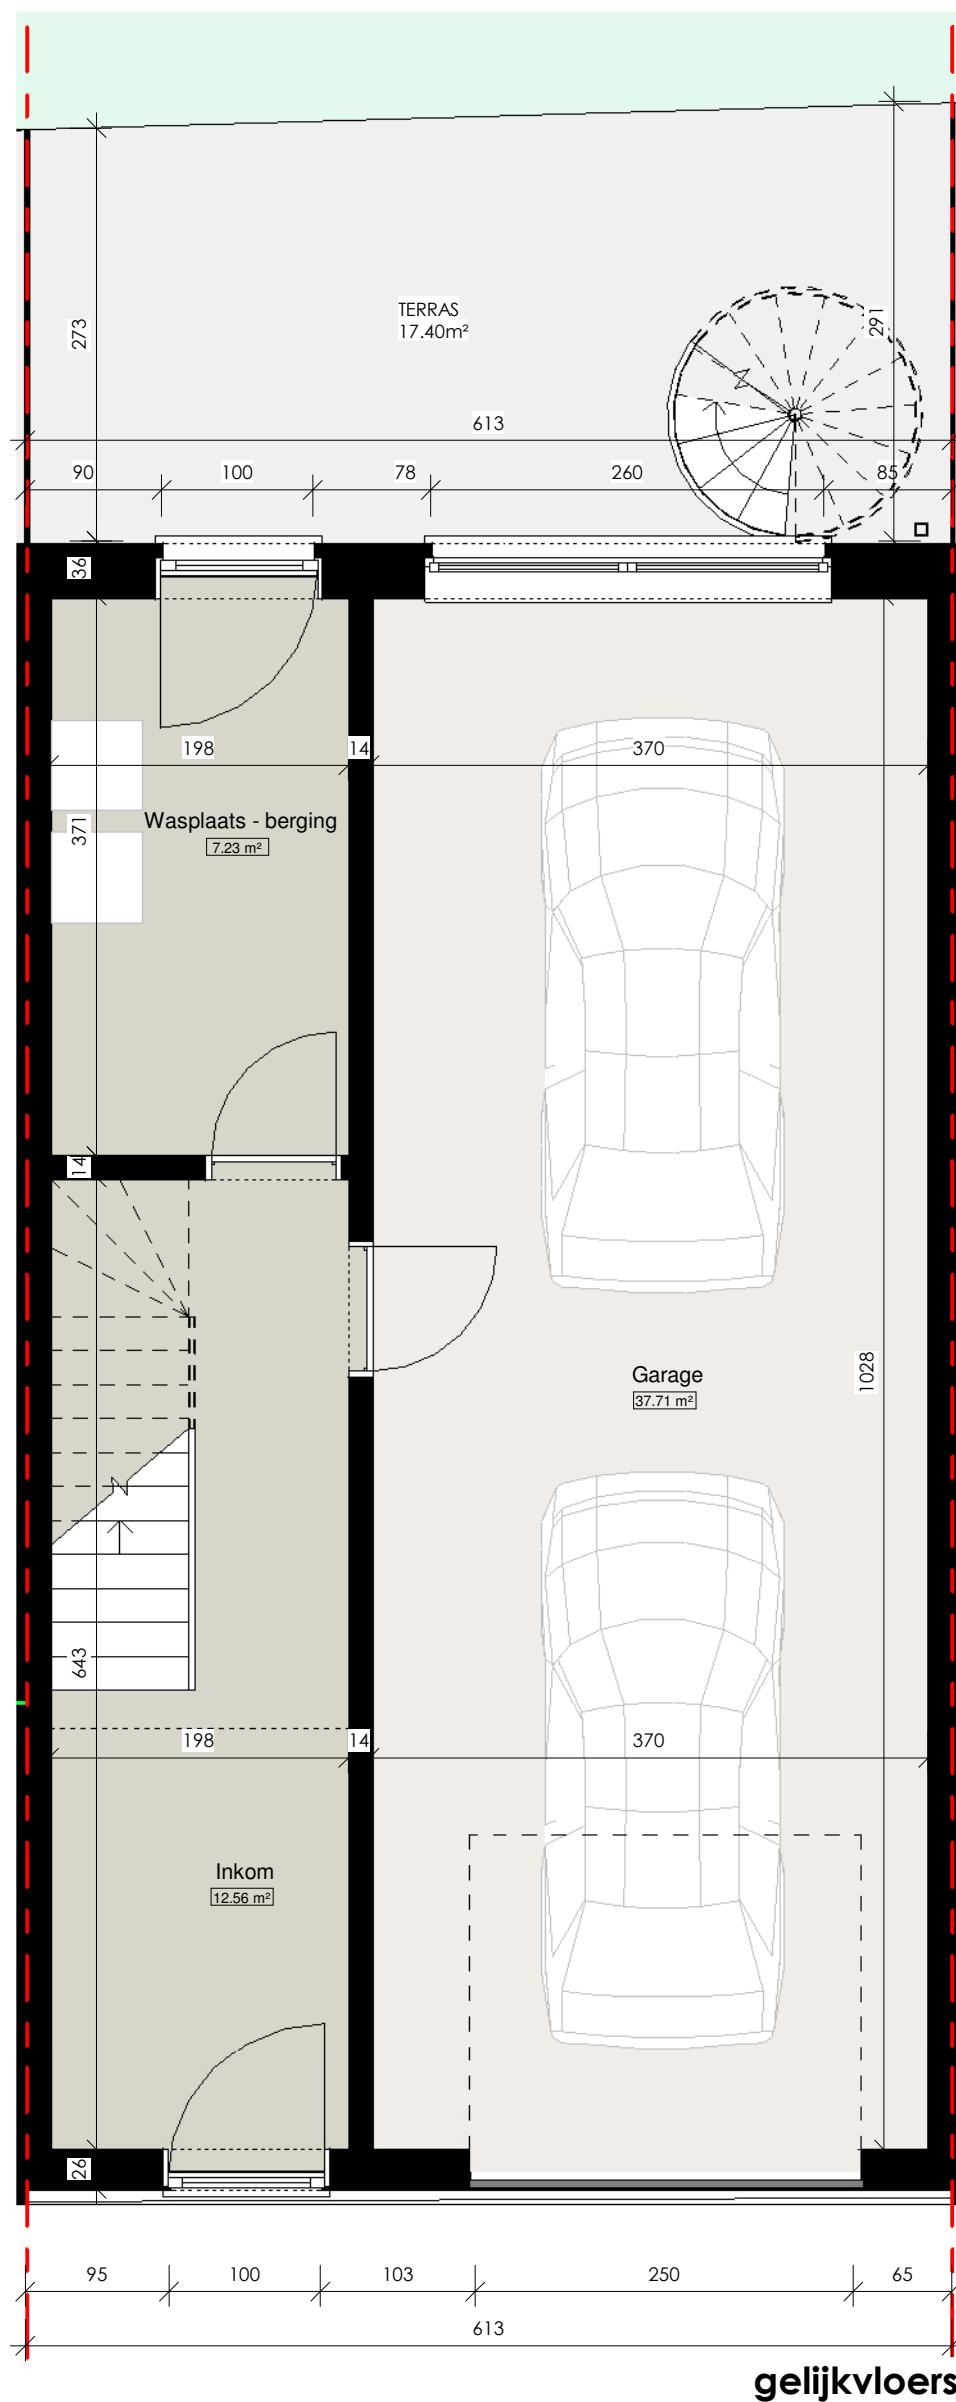 273
TERRAS
17.40m²
291
613
90
100
78
260
85
36
198
14
370
371
Wasplaats - berging
7.23 m²
14
Garage
37.71 m²
1028
643
198
14
370
Inkom
12.56 m²
26
95
100
103
250
65
613
gelijkvloers